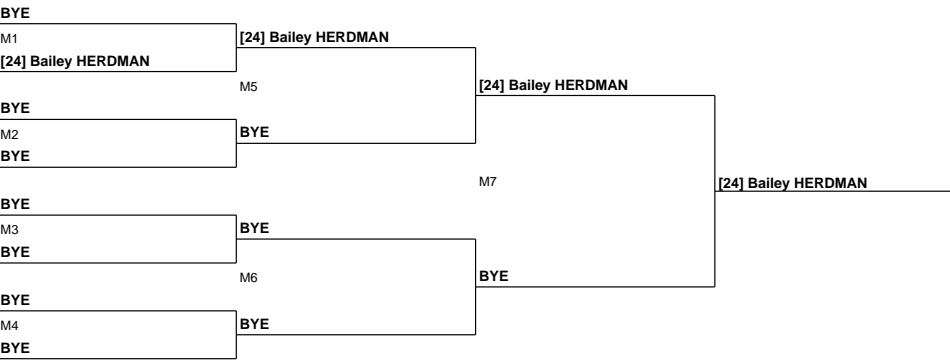 BYE
M1
[24] Bailey HERDMAN
[24] Bailey HERDMAN
M5
[24] Bailey HERDMAN
BYE
M2
BYE
BYE
M7
[24] Bailey HERDMAN
BYE
M3
BYE
BYE
M6
BYE
BYE
M4
BYE
BYE